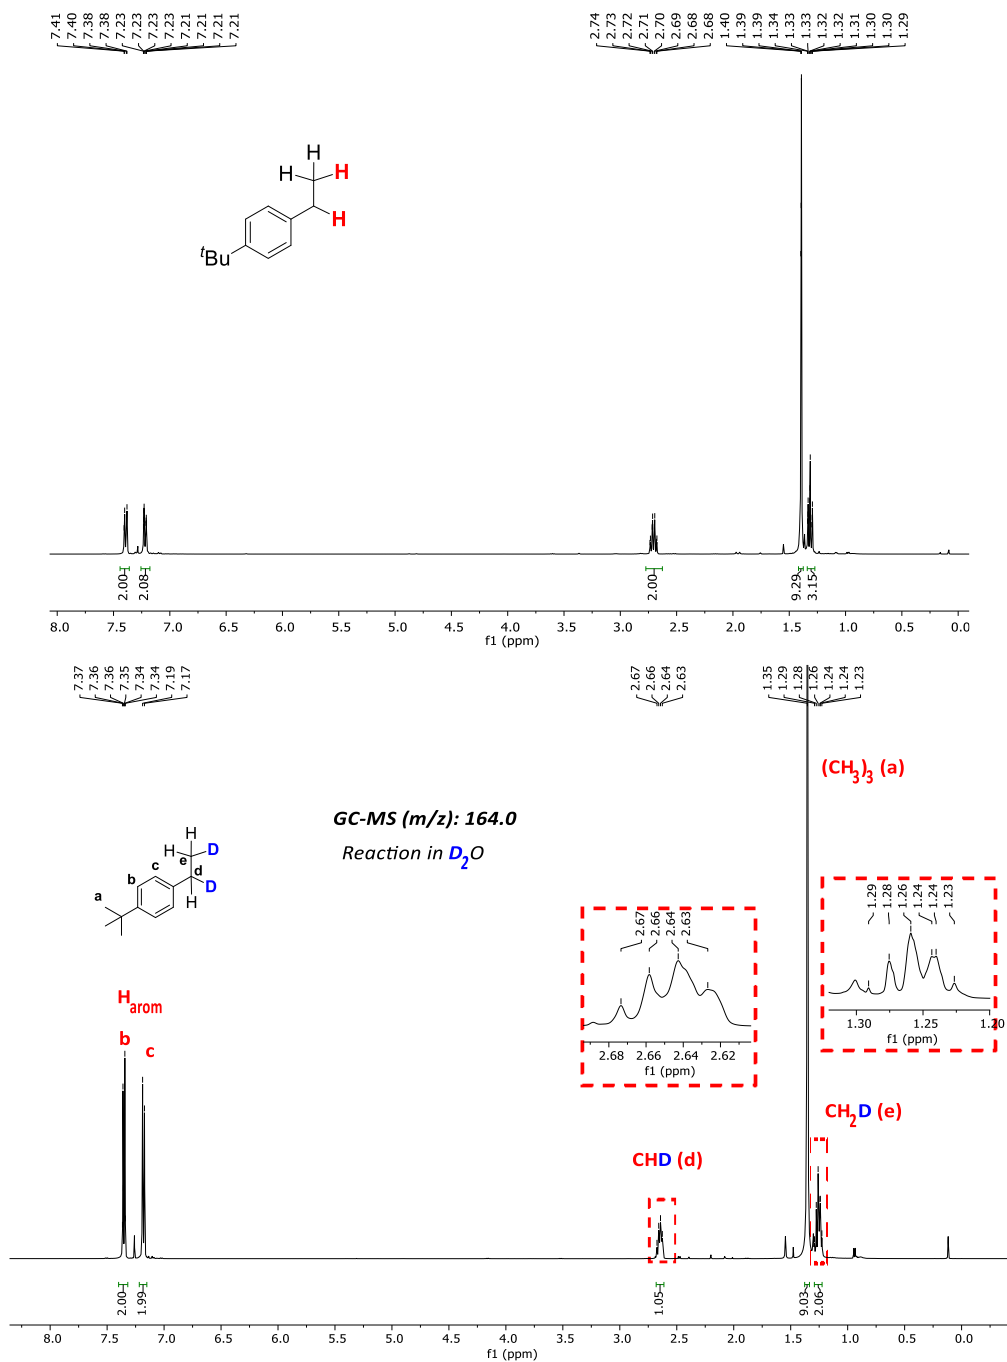 7.41 7.40 7.38 7.38 7.23 7.23 7.23 7.23 7.21 7.21 7.21 7.21 2.74 2.73 2.72 2.71 2.70 2.69 2.68 2.68 1.40 1.39 1.39 1.34 1.33 1.33 1.32 1.32 1.31 1.30 1.30 1.29
H
H H
H
tBu
2.00 2.08 2.00 9.29 3.15
8.0 7.5 7.0 6.5 6.0 5.5 5.0 4.5 4.0 3.5 3.0 2.5 2.0 1.5 1.0 0.5 0.0
f1 (ppm)
7.37 7.36 7.36 7.35 7.34 7.34 7.19 7.17 2.67 2.66 2.64 2.63 1.35 1.29 1.28 1.26 1.24 1.24 1.23
(CH3)3 (a)
GC-MS (m/z): 164.0
Reaction in D2O
H
H D
e
c d
b D
a H
2.67 2.66 2.64 2.63
2.68 2.66 2.64 2.62
f1 (ppm)
1.29 1.28 1.26 1.24 1.24 1.23
1.30 1.25 1.20
f1 (ppm)
Harom
b c
CH2D (e)
CHD (d)
2.00 1.99 1.05 9.03 2.06
8.0 7.5 7.0 6.5 6.0 5.5 5.0 4.5 4.0 3.5 3.0 2.5 2.0 1.5 1.0 0.5 0.0
f1 (ppm)